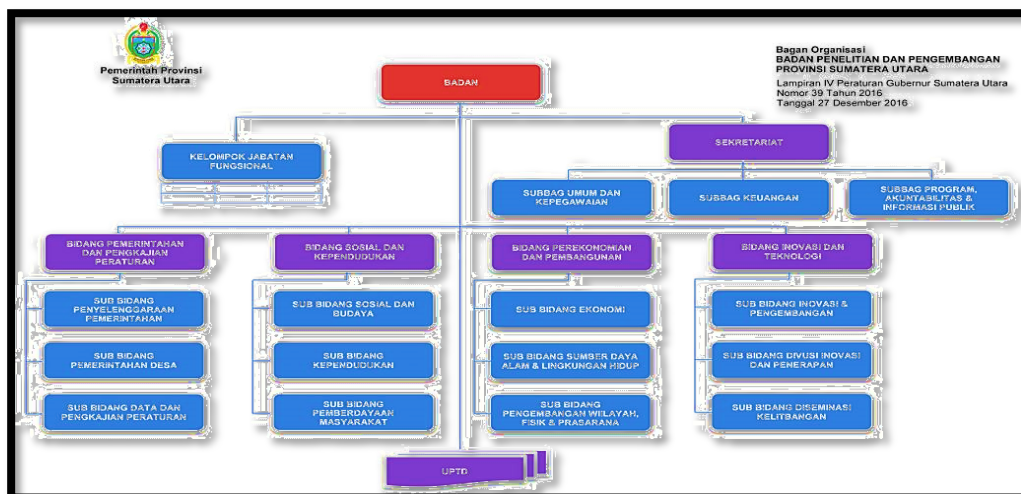 Pemerintah Provinsi
Sumatera Utara
Bagan Organisasi
BADAN PENELITIAN DAN PENGEMBANGAN
PROVINSI SUMATERA UTARA
Lampiran IV Peraturan Gubernur Sumatera Utara
Nomor 39 Tahun 2016
Tanggal 27 Desember 2016
BADAN
KELOMPOK JABATAN
FUNGSIONAL
SEKRETARIAT
SUBBAG UMUM DAN
KEPEGAWAIAN
SUBBAG KEUANGAN
SUBBAG PROGRAM,
AKUNTABILITAS &
INFORMASI PUBLIK
BIDANG PEMERINTAHAN
DAN PENGKAJIAN
PERATURAN
BIDANG SOSIAL DAN
KEPENDUDUKAN
BIDANG PEREKONOMIAN
DAN PEMBANGUNAN
BIDANG INOVASI DAN
TEKNOLOGI
SUB BIDANG
PENYELENGGARAAN
PEMERINTAHAN
SUB BIDANG SOSIAL DAN
BUDAYA
SUB BIDANG EKONOMI
SUB BIDANG INOVASI &
PENGEMBANGAN
SUB BIDANG
PEMERINTAHAN DESA
SUB BIDANG
KEPENDUDUKAN
SUB BIDANG SUMBER DAYA
ALAM & LINGKUNGAN HIDUP
SUB BIDANG DIVUSI INOVASI
DAN PENERAPAN
SUB BIDANG DATA DAN
PENGKAJIAN PERATURAN
SUB BIDANG
PEMBERDAYAAN
MASYARAKAT
SUB BIDANG
PENGEMBANGAN WILAYAH,
FISIK & PRASARANA
SUB BIDANG DISEMINASI
KELITBANGAN
UPTD